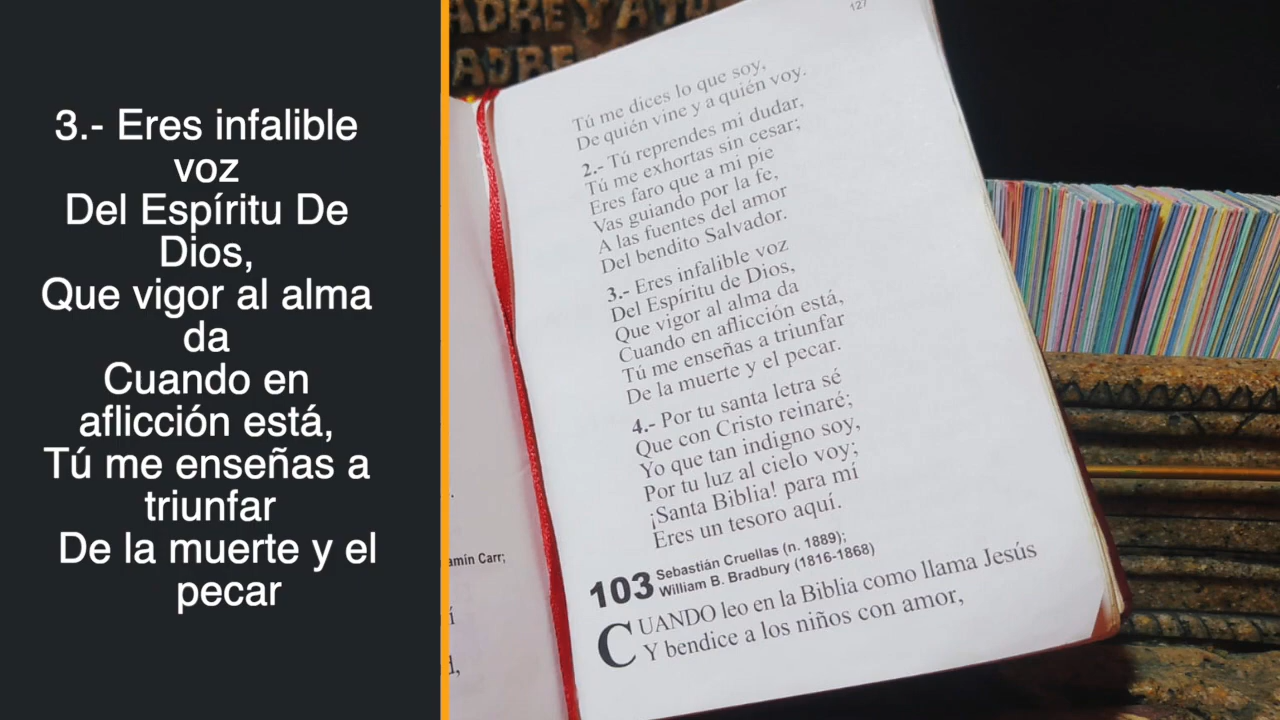 3.- Eres infalible
voz
Del Espíritu De
Dios,
Que vigor al alma
da
Cuando en
aflicción está,
Tú me enseñas a
triunfar
De la muerte y el
pecar
127
Tú me dices lo que soy,
De quién vine y a quién voy.
2.- Tú reprendes mi dudar,
Tú me exhortas sin cesar;
Eres faro que a mi pie
Vas guiando por la fe,
A las fuentes del amor
Del bendito Salvador.
3.- Eres infalible voz
Del Espíritu de Dios,
Que vigor al alma da
Cuando en aflicción está,
Tú me enseñas a triunfar
De la muerte y el pecar.
4.- Por tu santa letra sé
Que con Cristo reinaré;
Yo que tan indigno soy,
Por tu luz al cielo voy;
¡Santa Biblia! para mí
Eres un tesoro aquí.
103 Sebastián Cruellas (n. 1889);
William B. Bradbury (1816-1868)
CUANDO leo en la Biblia como llama Jesús
Y bendice a los niños con amor,
Carr;